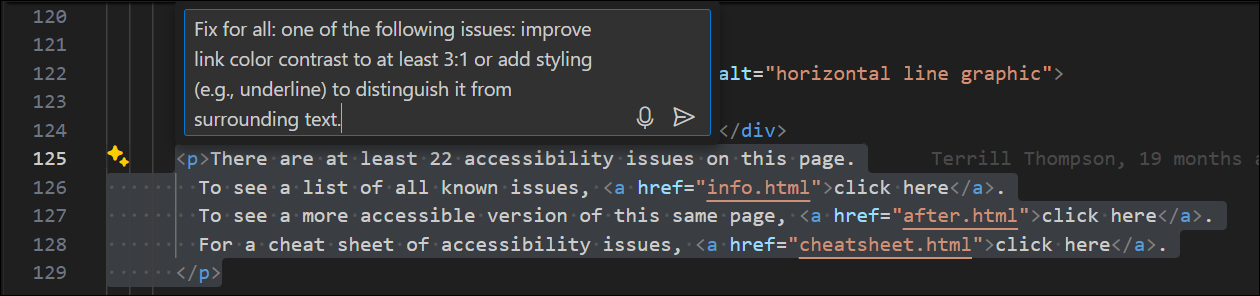 120
Fix for all: one of the following issues: improve
121
link color contrast to at least 3:1 or add styling
122 alt="horizontal line graphic">
(e.g., underline) to distinguish it from
123
surrounding text.
124 </div>
125 <p>There are at least 22 accessibility issues on this page. Terrill Thompson, 19 months a
126 To see a list of all known issues, <a href="info.html">click here</a>.
127 To see a more accessible version of this same page, <a href="after.html">click here</a>.
128 For a cheat sheet of accessibility issues, <a href="cheatsheet.html">click here</a>.
129 </p>